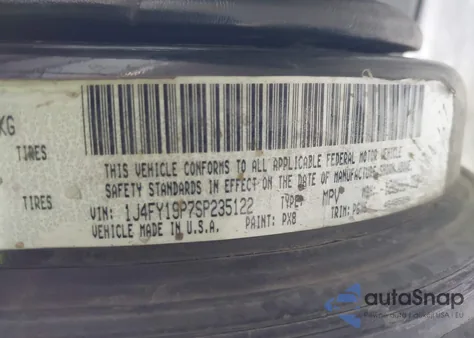 KG
TIRES
TIRES
THIS VEHICLE CONFORMS TO ALL APPLICABLE FEDERAL MOTOR VEHICLE
SAFETY STANDARDS IN EFFECT ON THE DATE OF MANUFACTURE
VIN: 1J4FY19P7SP235122 TYPE: MPV
VEHICLE MADE IN U.S.A. PAINT: PX8 TRIM:
autoSnap